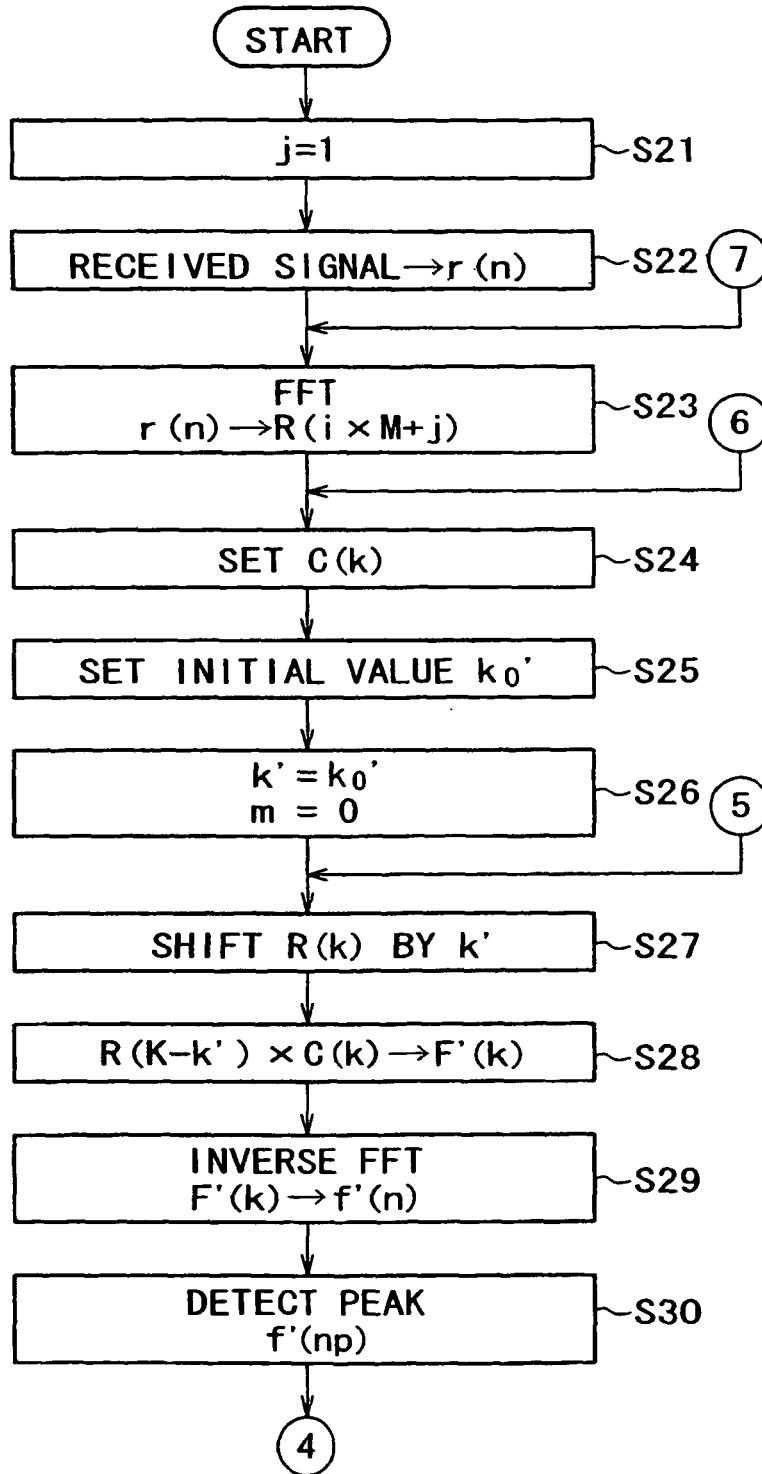 START
j=1
S21
RECEIVED SIGNAL→r(n)
S22
7
FFT
r(n)→R(i×M+j)
S23
6
SET C(k)
S24
SET INITIAL VALUE k0'
S25
k'=k0'
m = 0
S26
5
SHIFT R(k) BY k'
S27
R(K-k')×C(k)→F'(k)
S28
INVERSE FFT
F'(k)→f'(n)
S29
DETECT PEAK
f'(np)
S30
4